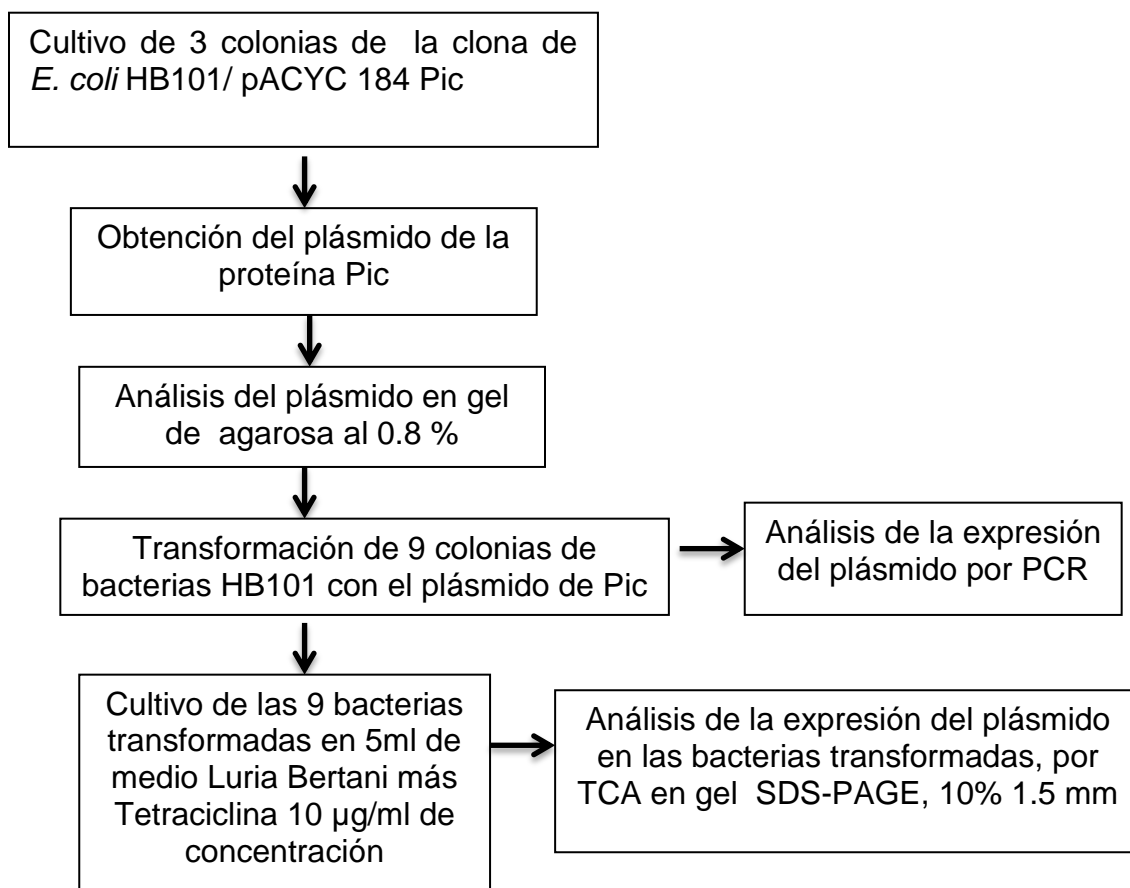 Cultivo de 3 colonias de la clona de
E. coli HB101/ pACYC 184 Pic
Obtención del plásmido de la
proteína Pic
Análisis del plásmido en gel
de agarosa al 0.8 %
Transformación de 9 colonias de
bacterias HB101 con el plásmido de Pic
Análisis de la expresión
del plásmido por PCR
Cultivo de las 9 bacterias
transformadas en 5ml de
medio Luria Bertani más
Tetraciclina 10 µg/ml de
concentración
Análisis de la expresión del plásmido
en las bacterias transformadas, por
TCA en gel SDS-PAGE, 10% 1.5 mm